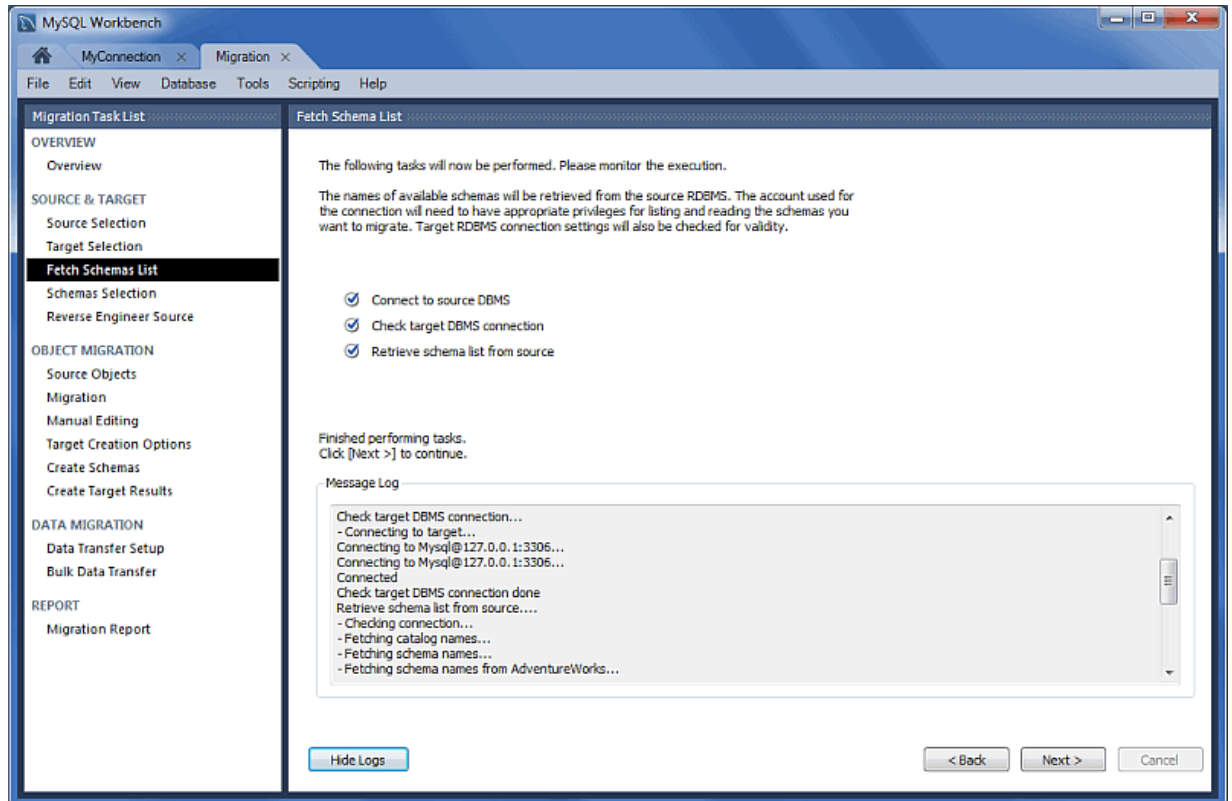 MySQL Workbench
MyConnection
Migration
File Edit View Database Tools Scripting Help
Migration Task List
OVERVIEW
Overview
SOURCE & TARGET
Source Selection
Target Selection
Fetch Schemas List
Schemas Selection
Reverse Engineer Source
OBJECT MIGRATION
Source Objects
Migration
Manual Editing
Target Creation Options
Create Schemas
Create Target Results
DATA MIGRATION
Data Transfer Setup
Bulk Data Transfer
REPORT
Migration Report
Fetch Schema List
The following tasks will now be performed. Please monitor the execution.
The names of available schemas will be retrieved from the source RDBMS. The account used for
the connection will need to have appropriate privileges for listing and reading the schemas you
want to migrate. Target RDBMS connection settings will also be checked for validity.
Connect to source DBMS
Check target DBMS connection
Retrieve schema list from source
Finished performing tasks.
Click [Next >] to continue.
Message Log
Check target DBMS connection...
- Connecting to target...
Connecting to Mysql@127.0.0.1:3306...
Connecting to Mysql@127.0.0.1:3306...
Connected
Check target DBMS connection done
Retrieve schema list from source....
- Checking connection...
- Fetching catalog names...
- Fetching schema names...
- Fetching schema names from AdventureWorks...
Hide Logs
< Back
Next >
Cancel